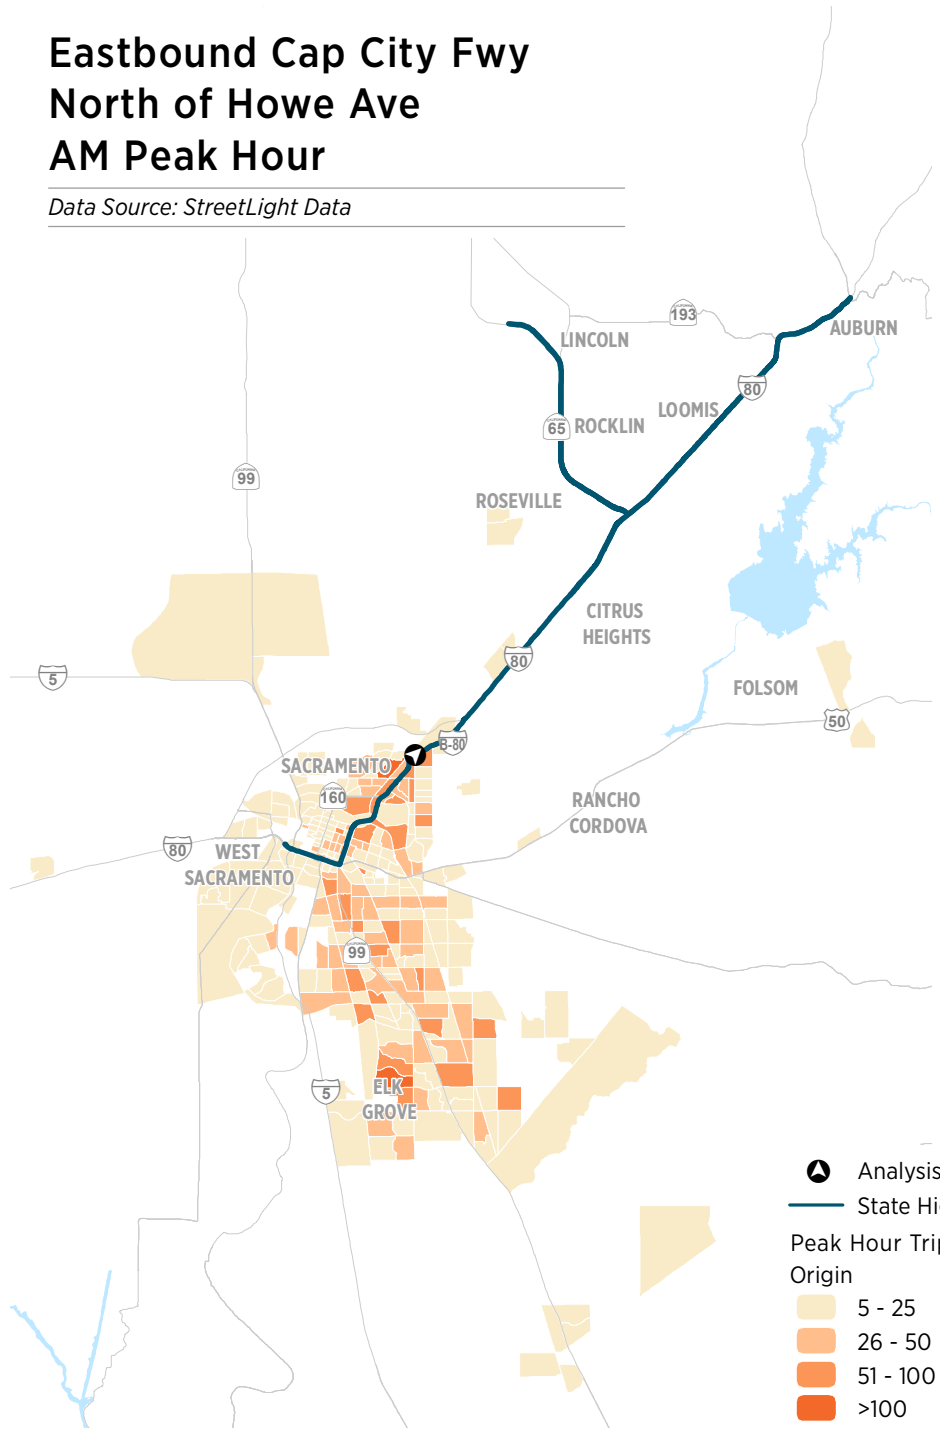 Eastbound Cap City Fwy
North of Howe Ave
AM Peak Hour
Data Source: StreetLight Data
193
LINCOLN
AUBURN
80
LOOMIS
65
ROCKLIN
99
ROSEVILLE
CITRUS
HEIGHTS
80
5
FOLSOM
50
B-80
SACRAMENTO
160
RANCHO
CORDOVA
80
WEST
SACRAMENTO
99
5
ELK
GROVE
Analysis
State Hi
Peak Hour Trip
Origin
5 - 25
26 - 50
51 - 100
>100